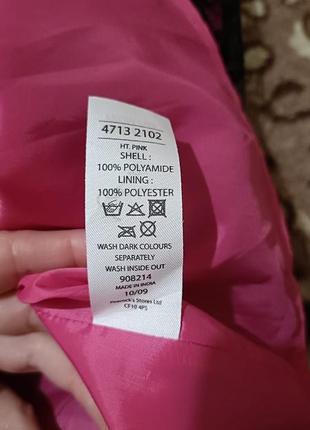 4713 2102
HT. PINK
SHELL :
100% POLYAMIDE
LINING :
100% POLYESTER
WASH DARK COLOURS
SEPARATELY
WASH INSIDE OUT
908214
MADE IN INDIA
10/09
Peacock's Stores Ltd
CF10 4PS